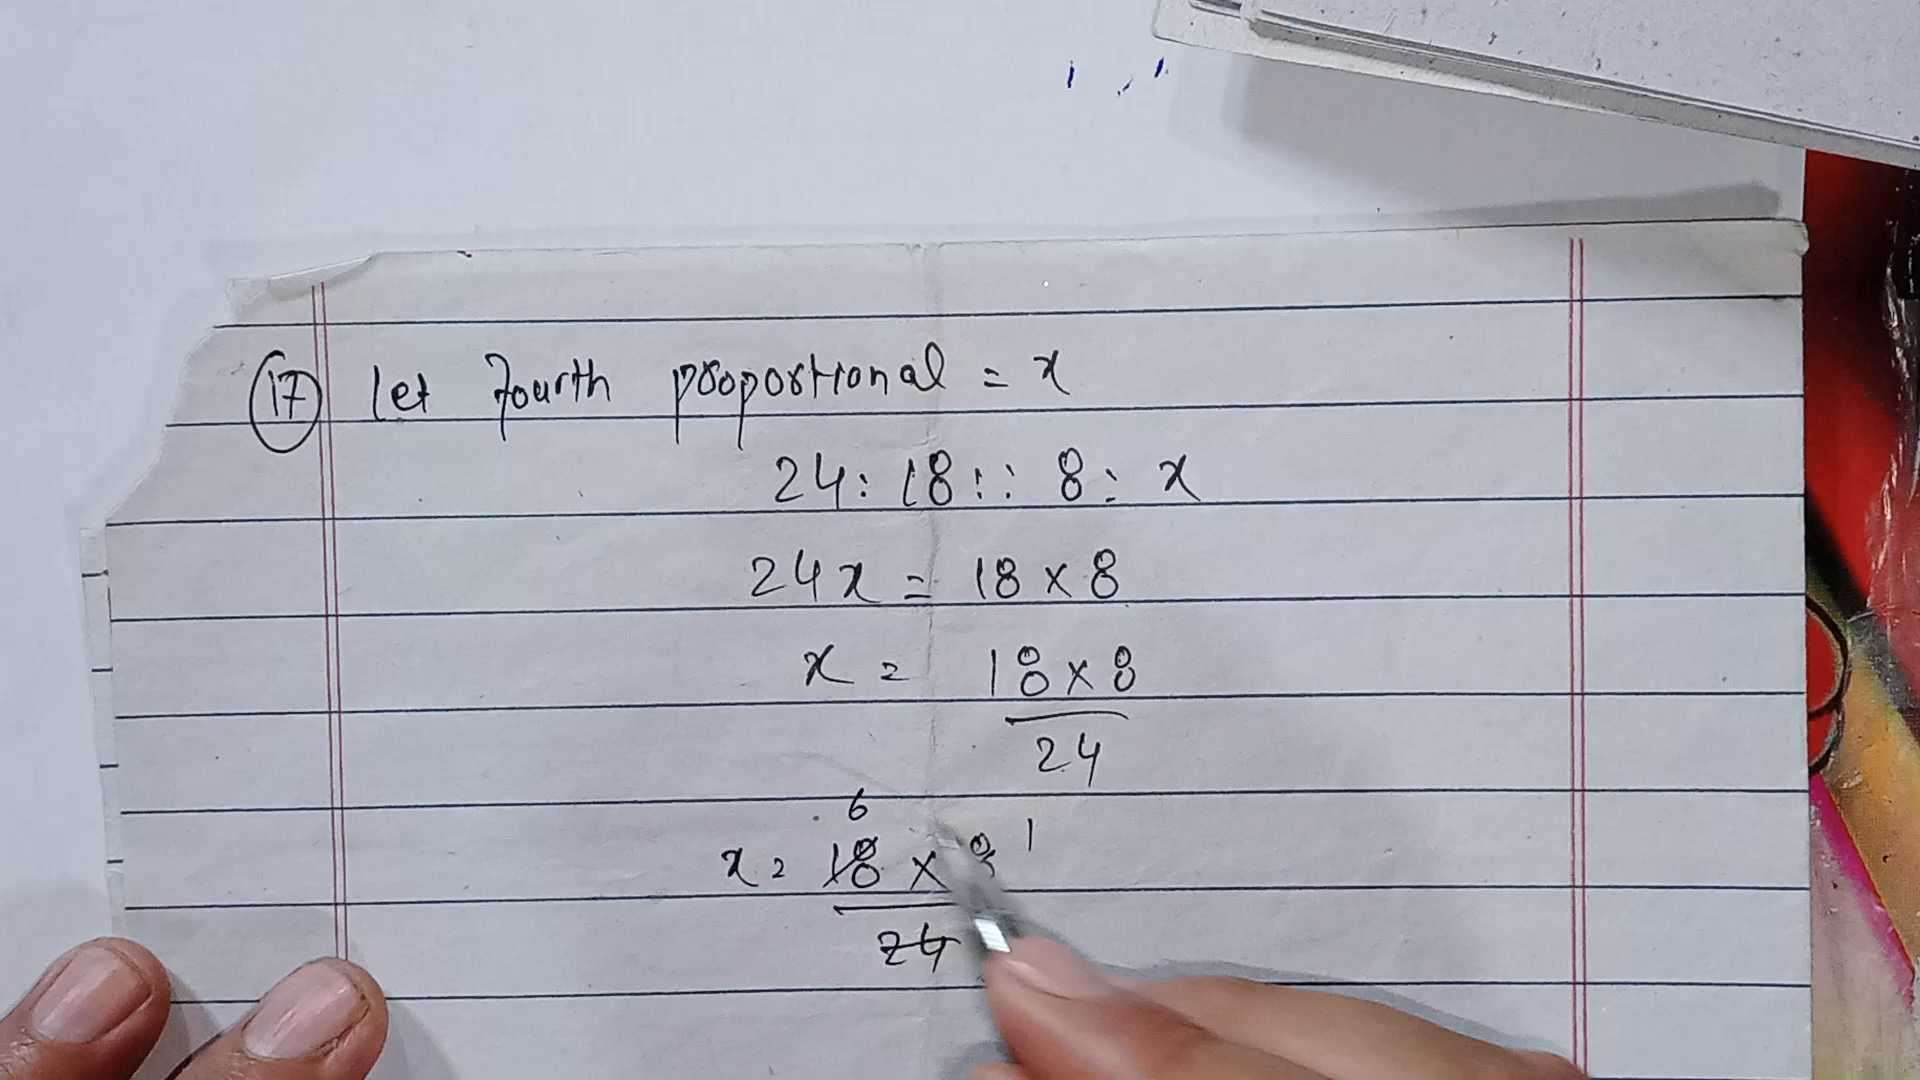 17 Let Fourth proportional = x
24 : 18 :: 8 : x
24x = 18 × 8
x = 18 × 8
24
6
x = 18 × 8 1
24